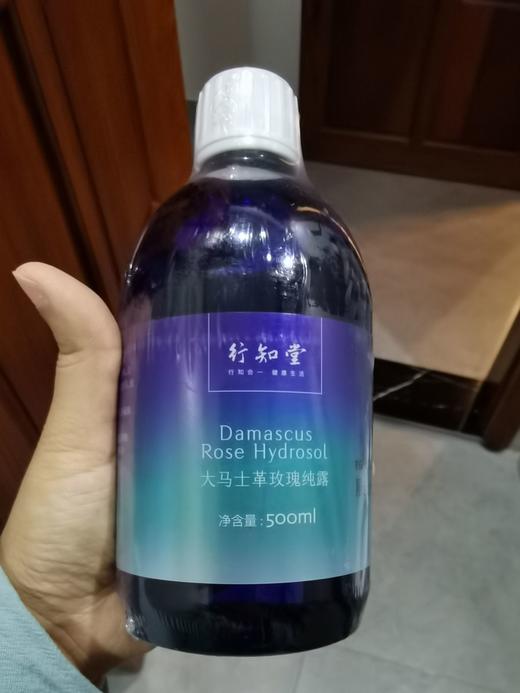 行知堂
行知合一 健康生活
Damascus
Rose Hydrosol
大马士革玫瑰纯露
净含量:500ml